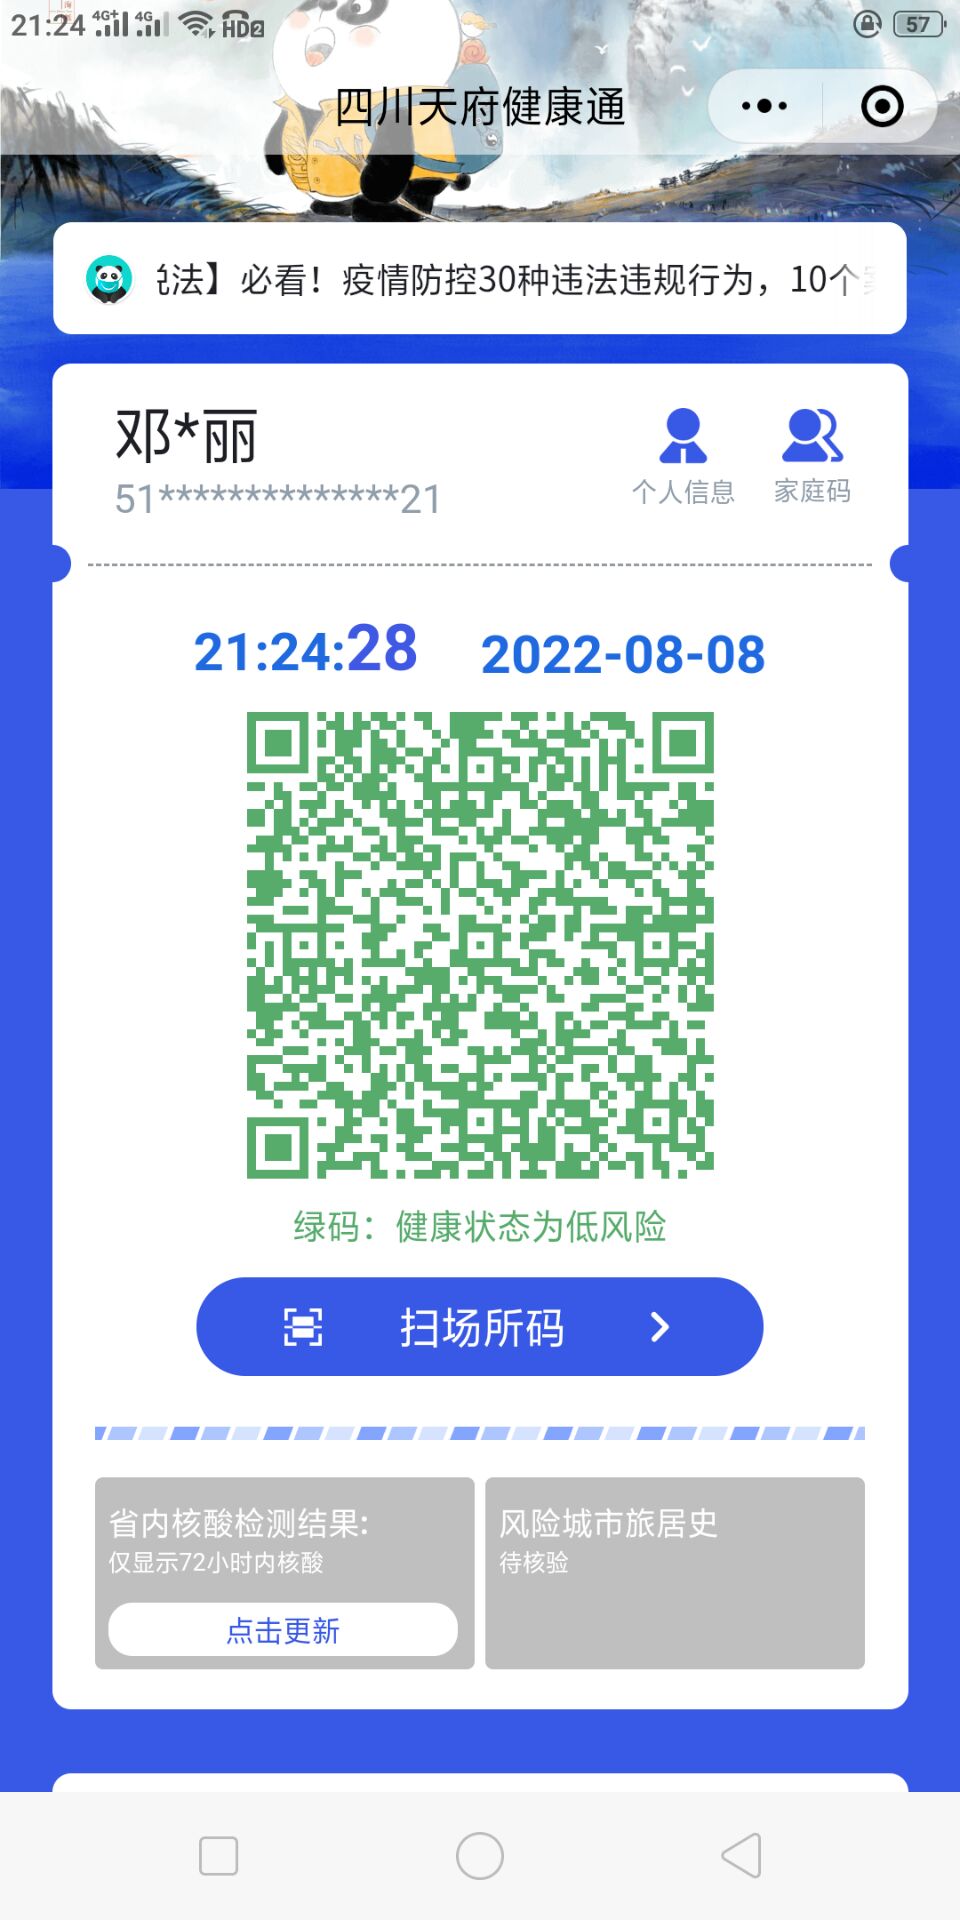 21:24 4G+ 4G HD2 57
四川天府健康通
法】必看！疫情防控30种违法违规行为，10个
邓*丽
51**************21
个人信息 家庭码
21:24:28 2022-08-08
绿码：健康状态为低风险
扫场所码
省内核酸检测结果:
仅显示72小时内核酸
点击更新
风险城市旅居史
待核验